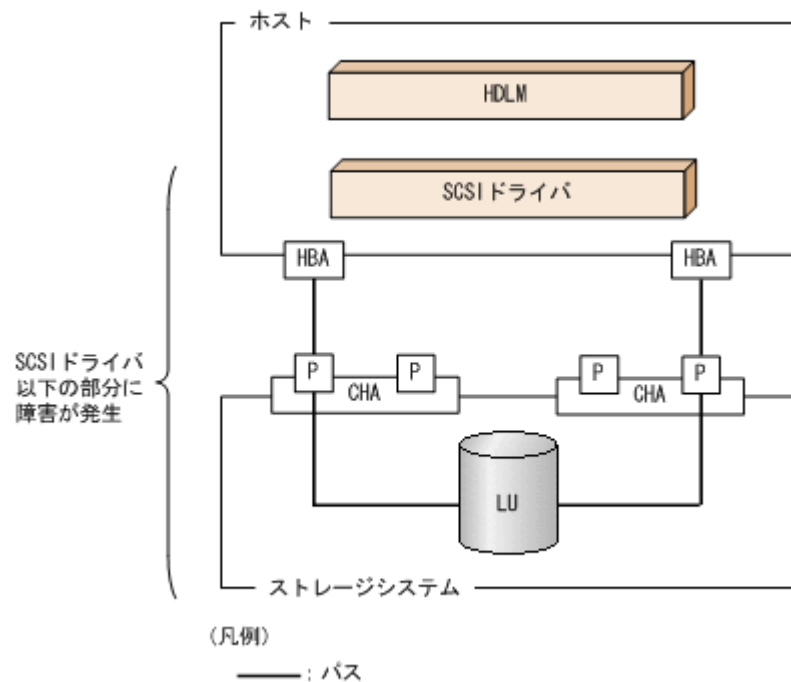 ホスト
HDLM
SCSIドライバ
HBA
HBA
SCSIドライバ
以下の部分に
障害が発生
P
P
P
P
CHA
CHA
LU
ストレージシステム
(凡例)
: パス